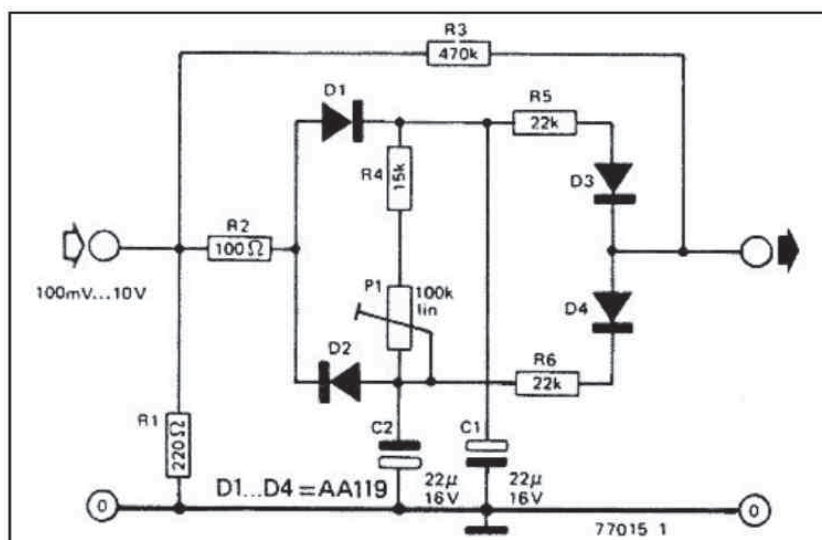 R3
470k
D1
R5
22k
R4
15k
D3
R2
100Ω
P1
100k
lin
100mV...10V
D4
D2
R6
22k
R1
220Ω
C2
C1
22µ
16V
22µ
16V
D1...D4=AA119
0
0
77015 1